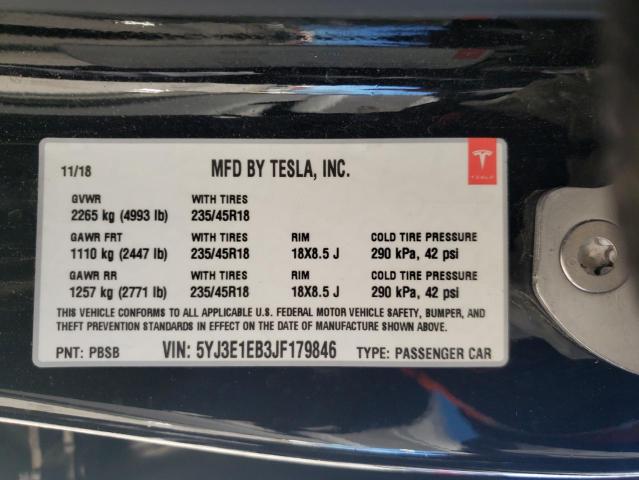 11/18 MFD BY TESLA, INC.
TESLA
GVWR WITH TIRES
2265 kg (4993 lb) 235/45R18
GAWR FRT WITH TIRES RIM COLD TIRE PRESSURE
1110 kg (2447 lb) 235/45R18 18X8.5 J 290 kPa, 42 psi
GAWR RR WITH TIRES RIM COLD TIRE PRESSURE
1257 kg (2771 lb) 235/45R18 18X8.5 J 290 kPa, 42 psi
THIS VEHICLE CONFORMS TO ALL APPLICABLE U.S. FEDERAL MOTOR VEHICLE SAFETY, BUMPER, AND
THEFT PREVENTION STANDARDS IN EFFECT ON THE DATE OF MANUFACTURE SHOWN ABOVE.
PNT: PBSB VIN: 5YJ3E1EB3JF179846 TYPE: PASSENGER CAR